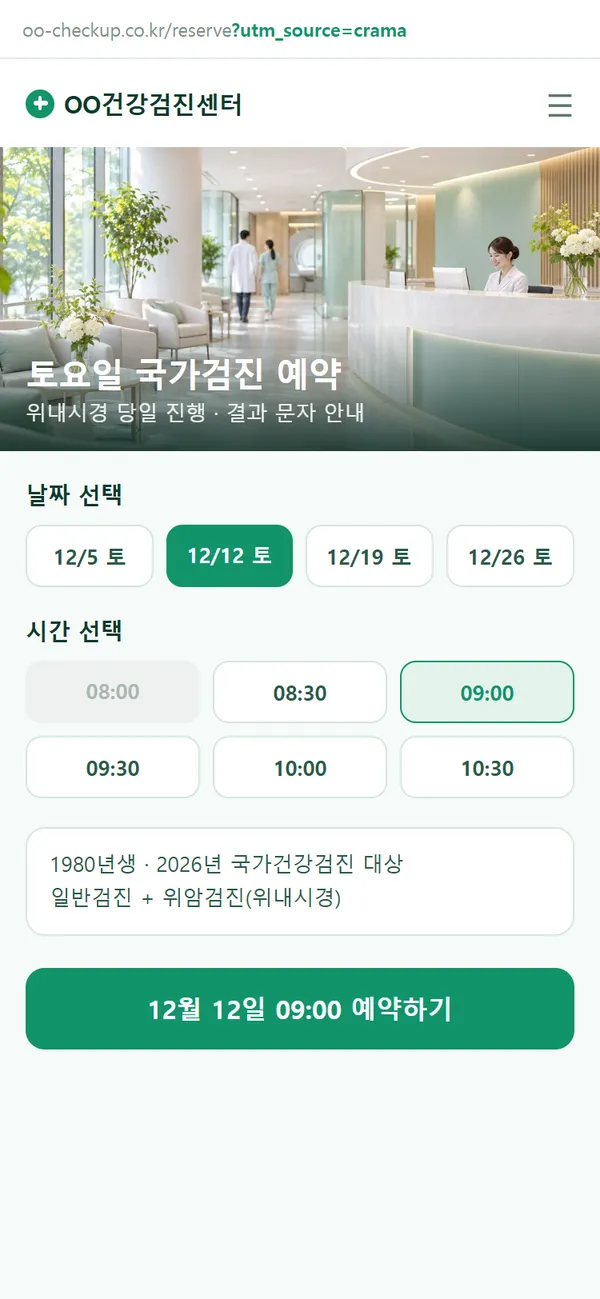 oo-checkup.co.kr/reserve?utm_source=crama
OO건강검진센터
토요일 국가검진 예약
위내시경 당일 진행 · 결과 문자 안내
날짜 선택
12/5 토 12/12 토 12/19 토 12/26 토
시간 선택
08:00 08:30 09:00
09:30 10:00 10:30
1980년생 · 2026년 국가건강검진 대상
일반검진 + 위암검진(위내시경)
12월 12일 09:00 예약하기